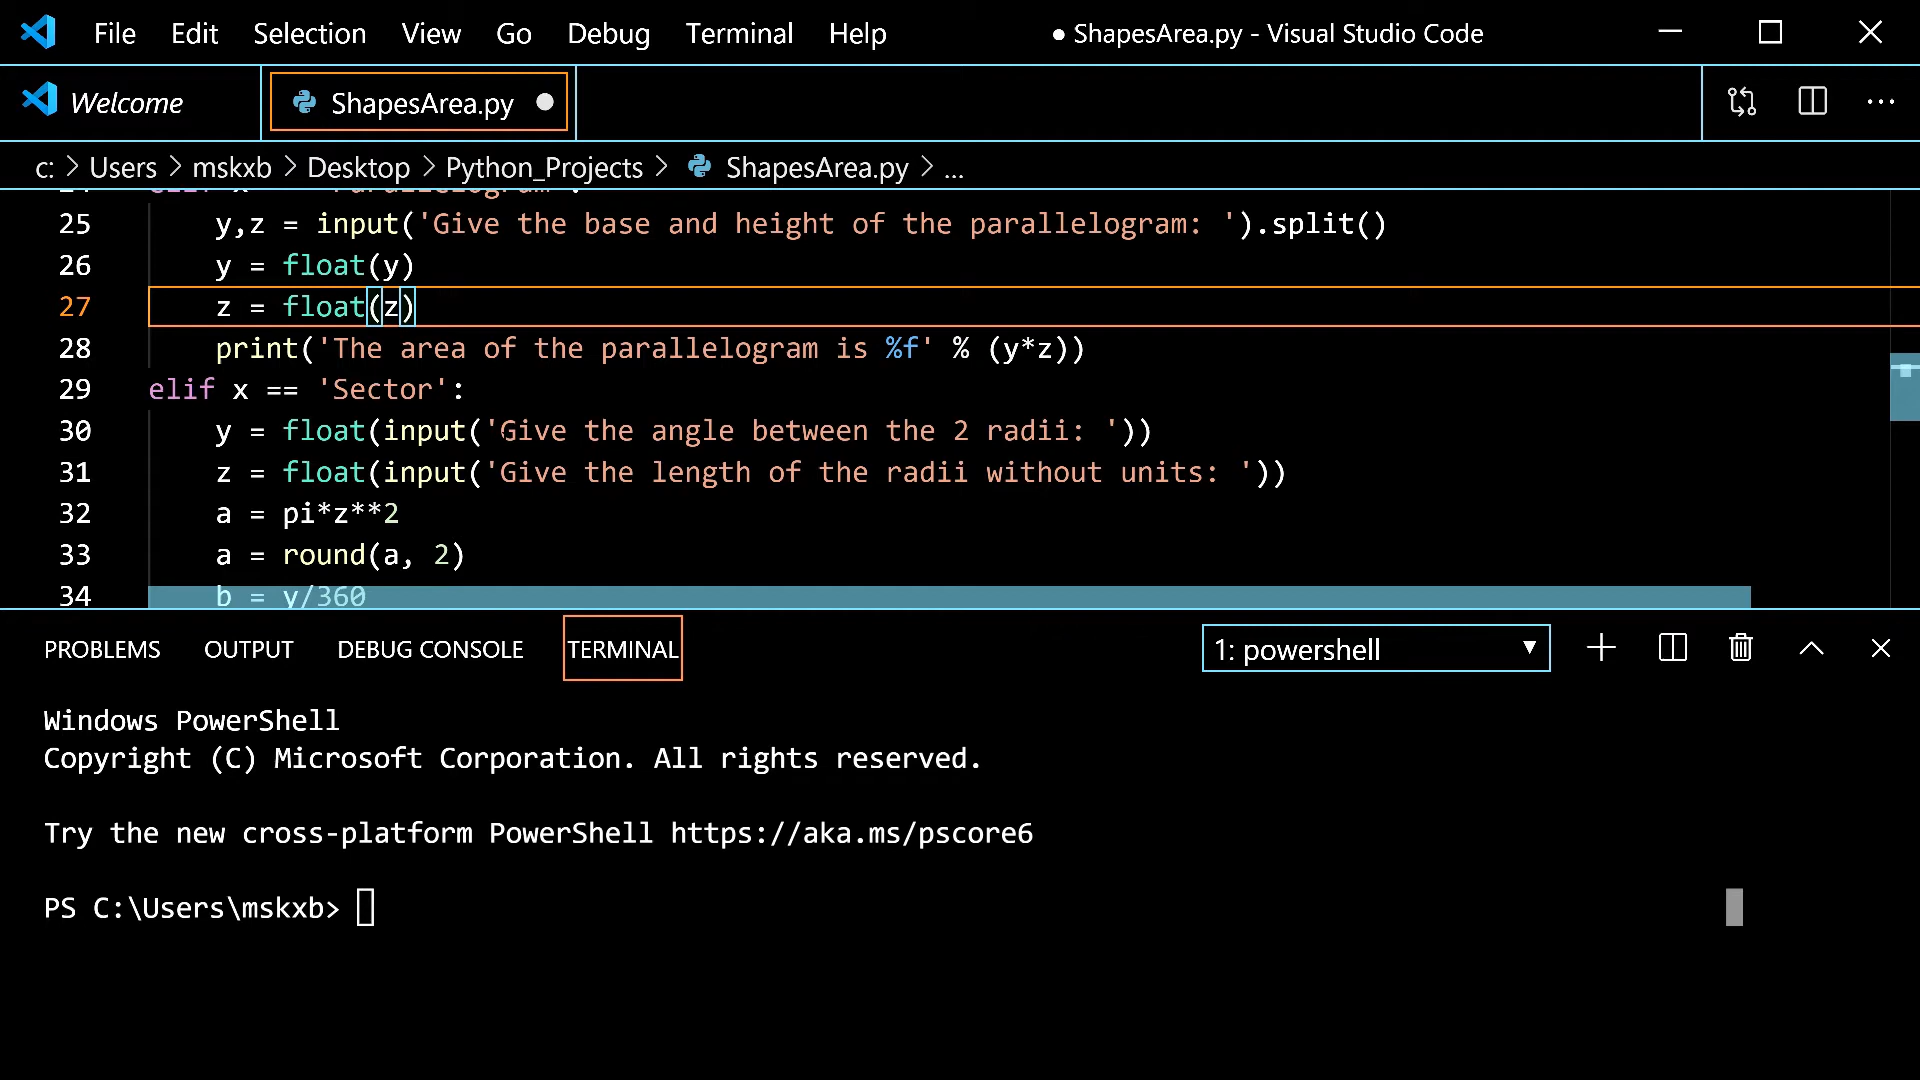 File Edit Selection View Go Debug Terminal Help ● ShapesArea.py - Visual Studio Code
Welcome ShapesArea.py
c: > Users > mskxb > Desktop > Python_Projects > ShapesArea.py > ...
25 y,z = input('Give the base and height of the parallelogram: ').split()
26 y = float(y)
27 z = float(z)
28 print('The area of the parallelogram is %f' % (y*z))
29 elif x == 'Sector':
30 y = float(input('Give the angle between the 2 radii: '))
31 z = float(input('Give the length of the radii without units: '))
32 a = pi*z**2
33 a = round(a, 2)
34 b = y/360
PROBLEMS OUTPUT DEBUG CONSOLE TERMINAL 1: powershell
Windows PowerShell
Copyright (C) Microsoft Corporation. All rights reserved.
Try the new cross-platform PowerShell https://aka.ms/pscore6
PS C:\Users\mskxb>